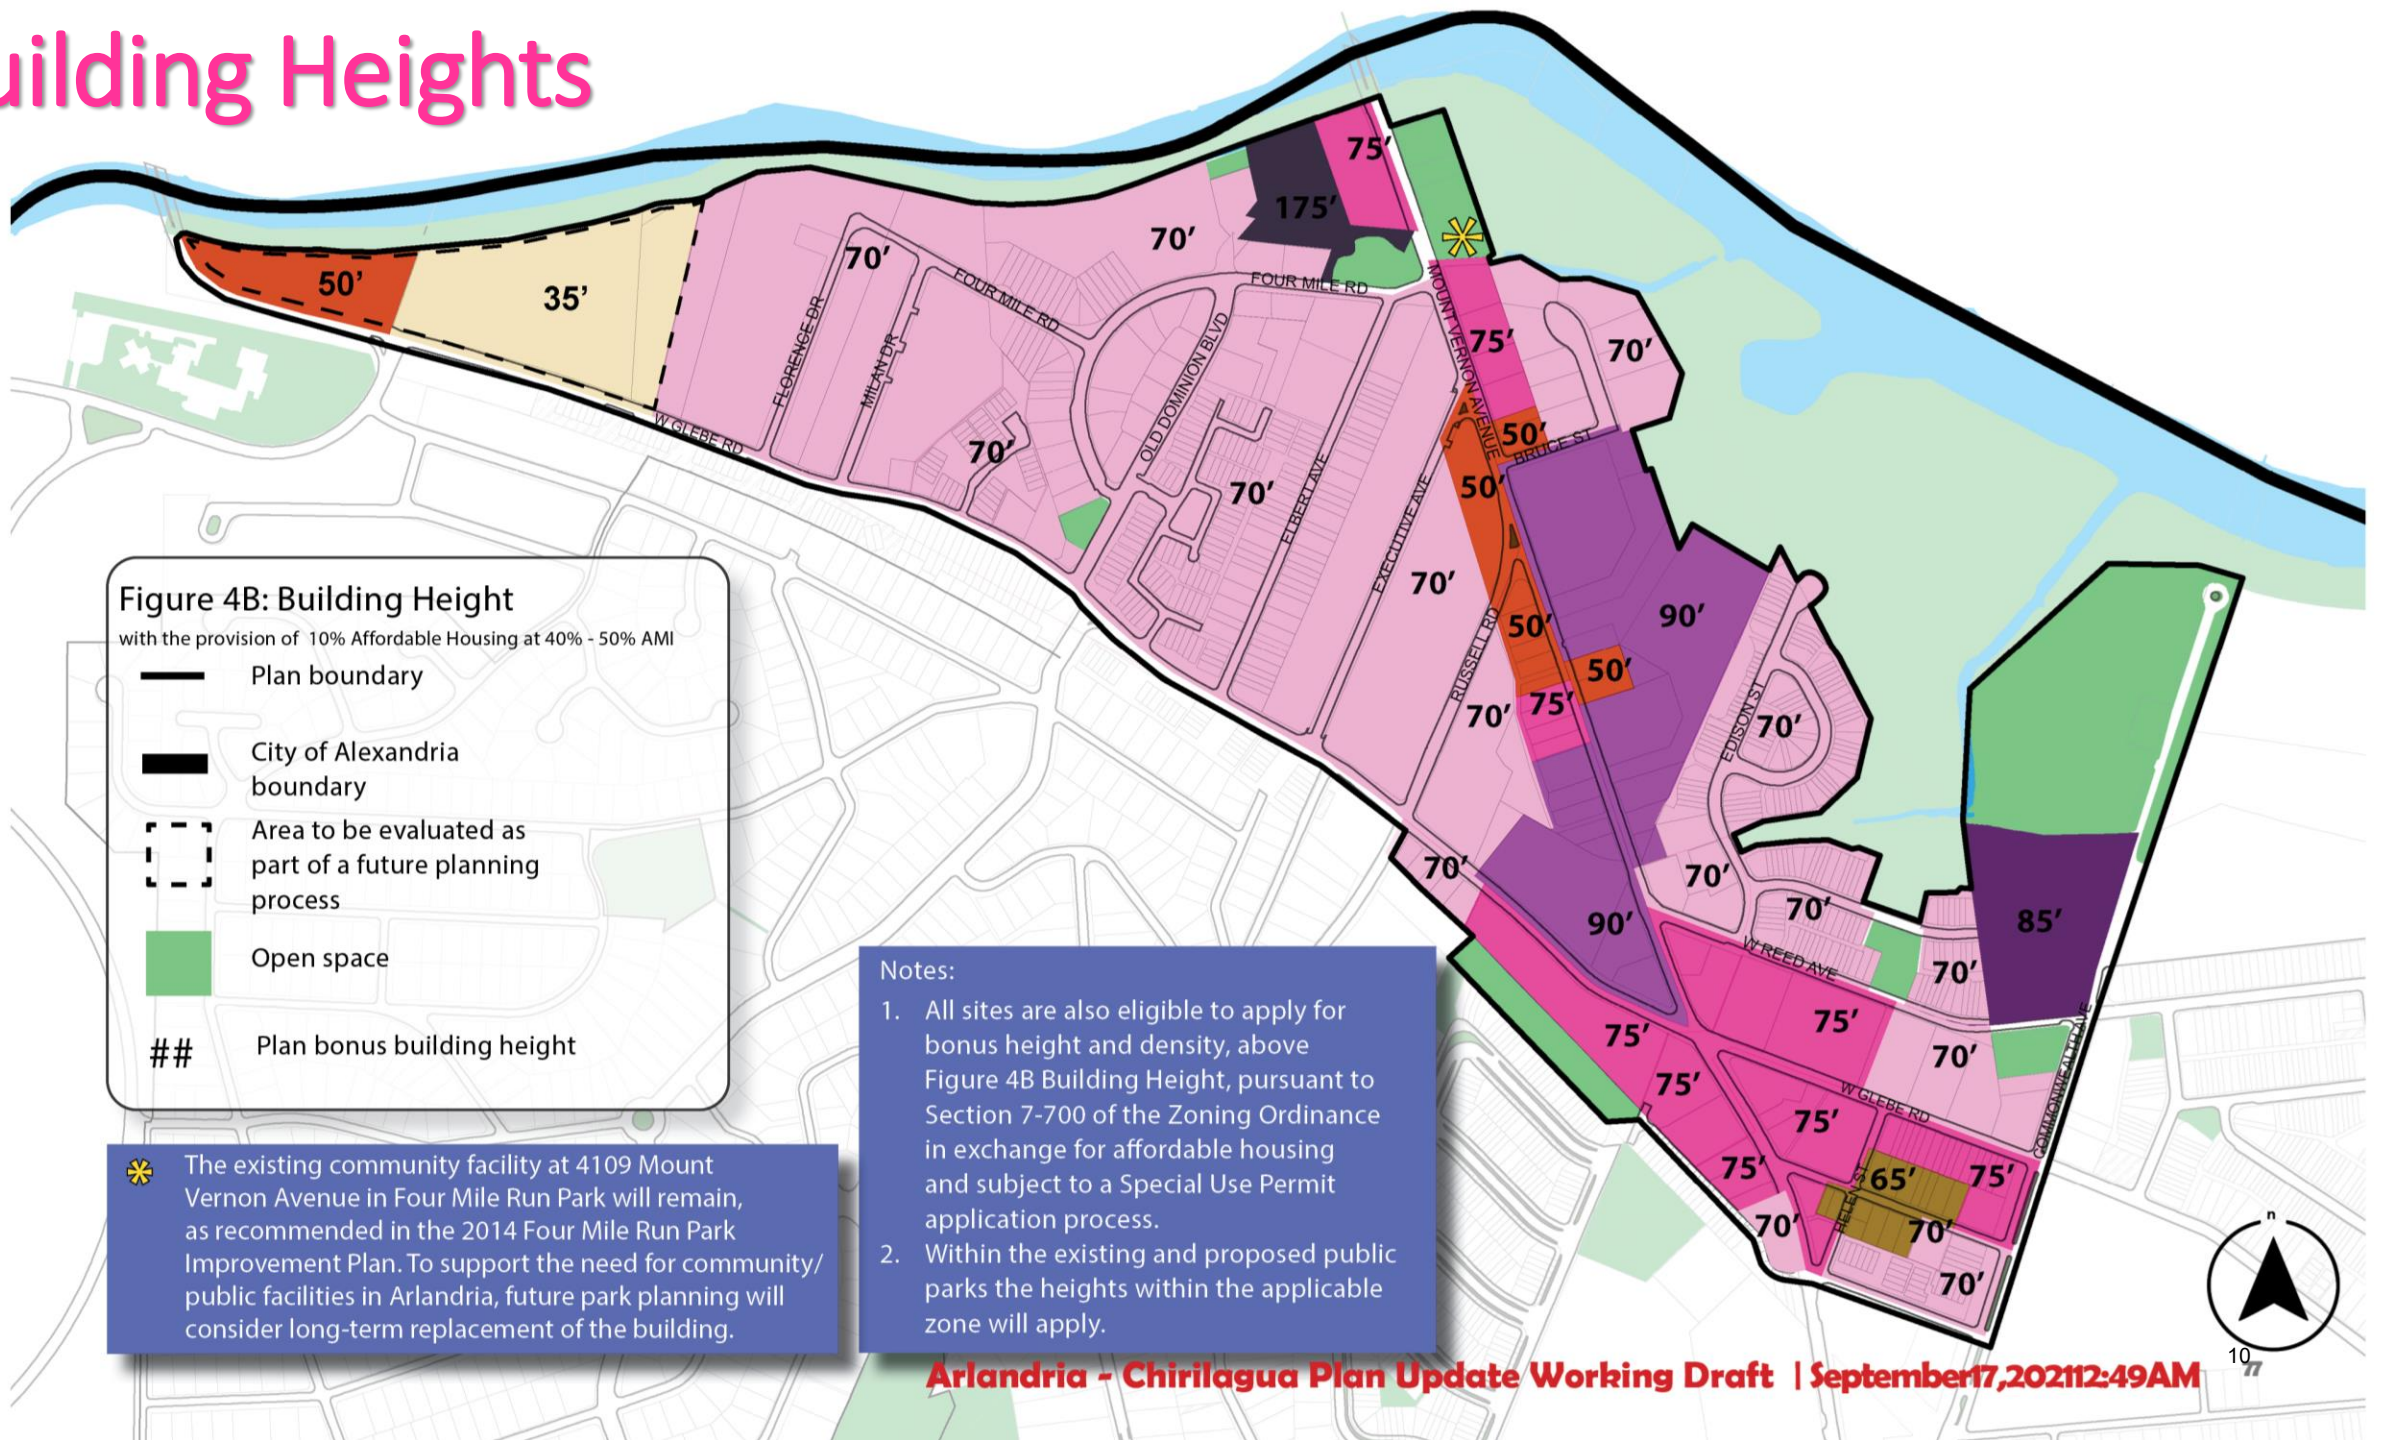 uilding Heights
75'
175'
70'
70'
50'
35'
FOUR MILE RD
FOUR MILE RD
MOUNT VERNON AVENUE
75'
70'
FLORENCE DR
MILAN DR
OLD DOMINION BLVD
W GLEBE RD
70'
70'
ELBERT AVE
EXECUTIVE AVE
50'
BRUCE ST
50'
70'
50'
90'
50'
RUSSELL RD
70'
75'
EDISON ST
70'
70'
70'
70'
90'
85'
W REED AVE
70'
75'
75'
70'
75'
75'
W GLEBE RD
COMMONWEALTH AVE
75'
65'
75'
HELEN ST
70'
70'
70'
Figure 4B: Building Height
with the provision of 10% Affordable Housing at 40% - 50% AMI
Plan boundary
City of Alexandria
boundary
Area to be evaluated as
part of a future planning
process
Open space
##
Plan bonus building height
The existing community facility at 4109 Mount
Vernon Avenue in Four Mile Run Park will remain,
as recommended in the 2014 Four Mile Run Park
Improvement Plan. To support the need for community/
public facilities in Arlandria, future park planning will
consider long-term replacement of the building.
Notes:
1. All sites are also eligible to apply for
bonus height and density, above
Figure 4B Building Height, pursuant to
Section 7-700 of the Zoning Ordinance
in exchange for affordable housing
and subject to a Special Use Permit
application process.
2. Within the existing and proposed public
parks the heights within the applicable
zone will apply.
n
10
77
Arlandria - Chirilagua Plan Update Working Draft | September17,202112:49AM